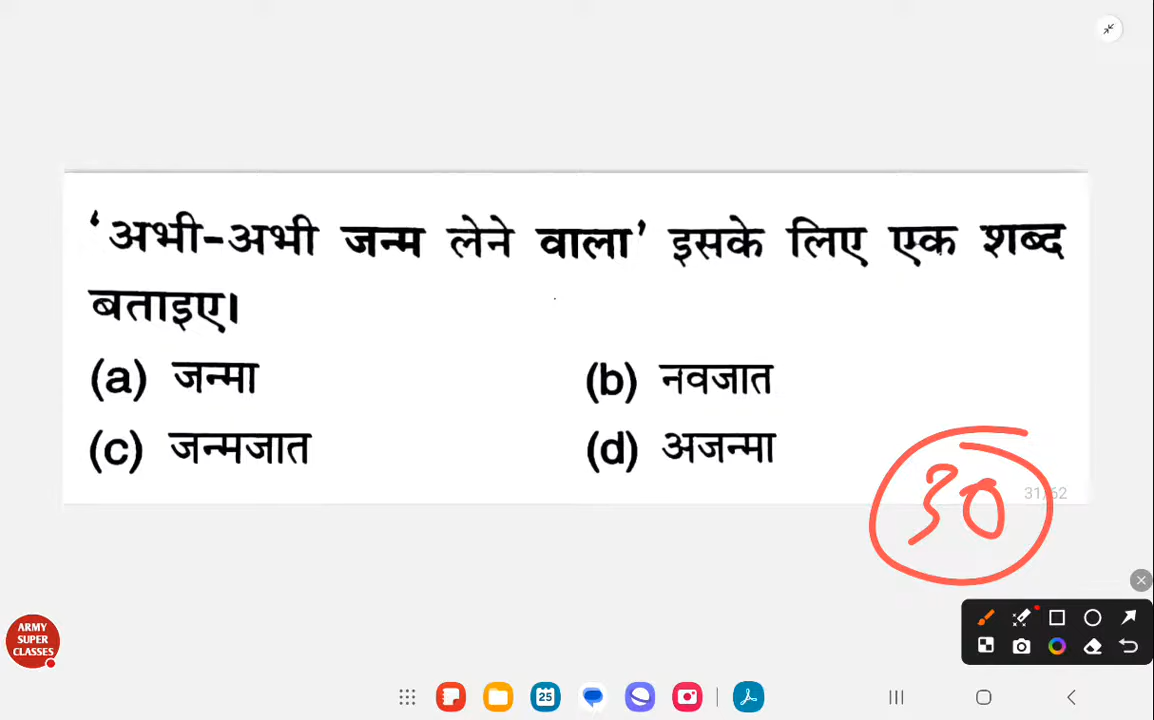 ‘अभी-अभी जन्म लेने वाला’ इसके लिए एक शब्द
बताइए।
(a) जन्मा
(b) नवजात
(c) जन्मजात
(d) अजन्मा
30
31/62
ARMY
SUPER
CLASSES
25